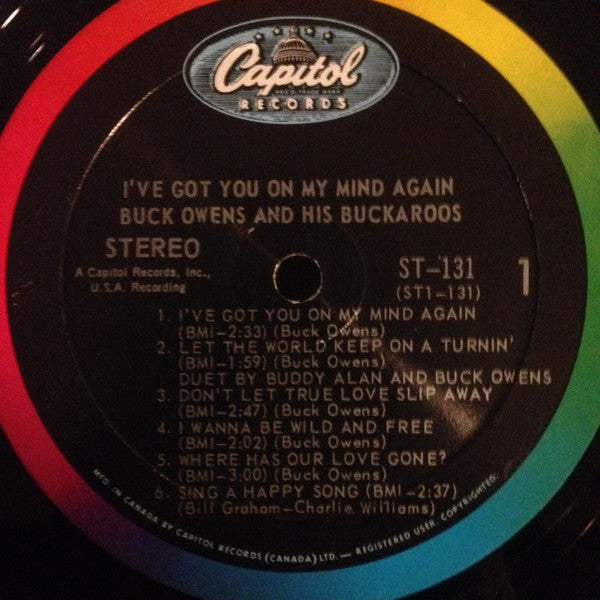 Capitol
REG'D. TRADE MARK
RECORDS
I'VE GOT YOU ON MY MIND AGAIN
BUCK OWENS AND HIS BUCKAROOS
STEREO
A Capitol Records, Inc.,
U.S.A. Recording
ST-131
(ST1-131)
1
1. I'VE GOT YOU ON MY MIND AGAIN
(BMI-2:33) (Buck Owens)
2. LET THE WORLD KEEP ON A TURNIN'
(BMI-1:59) (Buck Owens)
DUET BY BUDDY ALAN AND BUCK OWENS
3. DON'T LET TRUE LOVE SLIP AWAY
(BMI-2:47) (Buck Owens)
4. I WANNA BE WILD AND FREE
(BMI-2:02) (Buck Owens)
5. WHERE HAS OUR LOVE GONE?
(BMI-3:00) (Buck Owens)
6. SING A HAPPY SONG (BMI-2:37)
(Bill Graham-Charlie Williams)
MFD. IN CANADA BY CAPITOL RECORDS (CANADA) LTD. — REGISTERED USER. COPYRIGHTED.